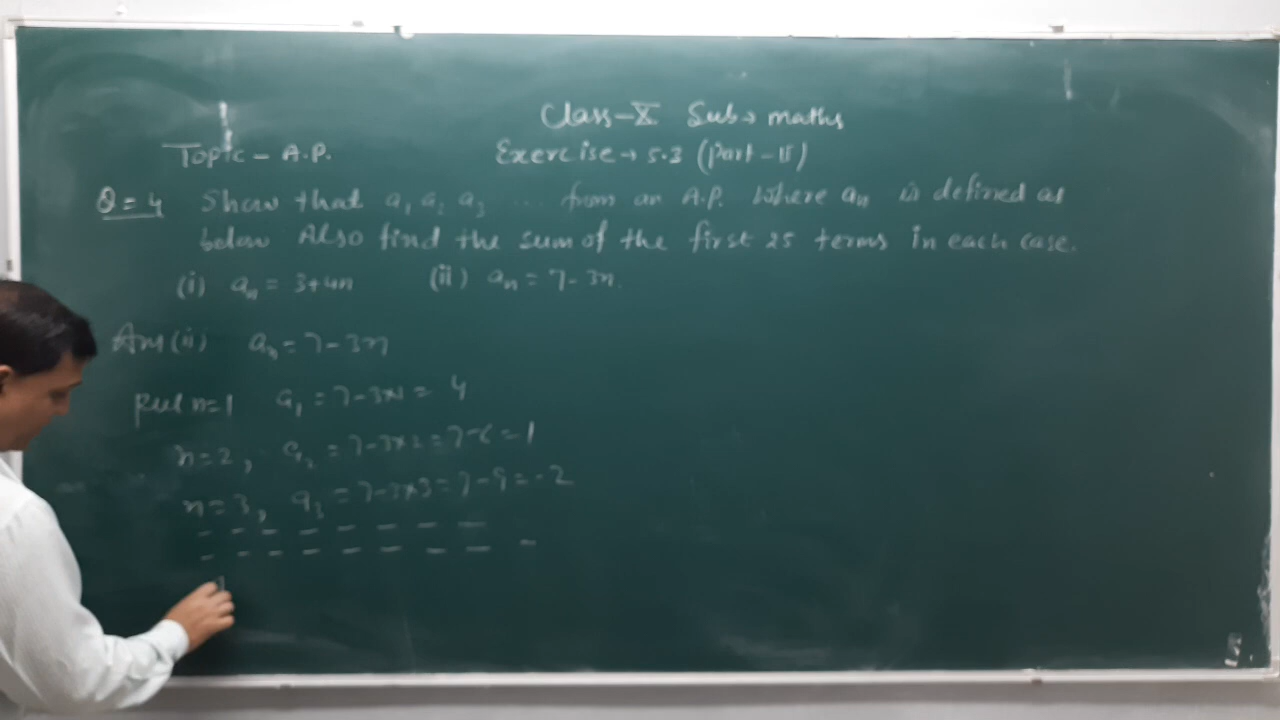 Class-X Sub→ maths
Topic - A.P. Exercise → 5.3 (Part-II)
Q=4 Show that a₁ a₂ a₃ ... from an A.P. Where aₙ is defined as
below Also find the sum of the first 25 terms in each case.
(i) aₙ = 3+4n (ii) aₙ = 7-3n.
Ans (ii) aₙ = 7-3n
put n=1 a₁ = 7-3×1 = 4
n=2, a₂ = 7-3×2 = 7-6 = 1
n=3, a₃ = 7-3×3 = 7-9 = -2
- - - - - - - -
- - - - - - - - -